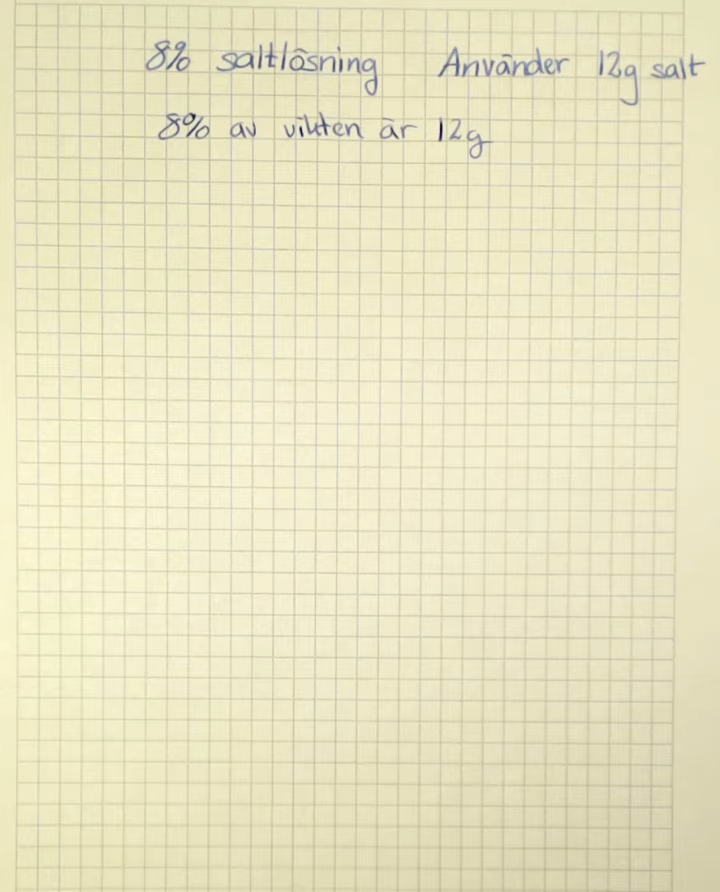 8% saltlösning Använder 12g salt
8% av vikten är 12g